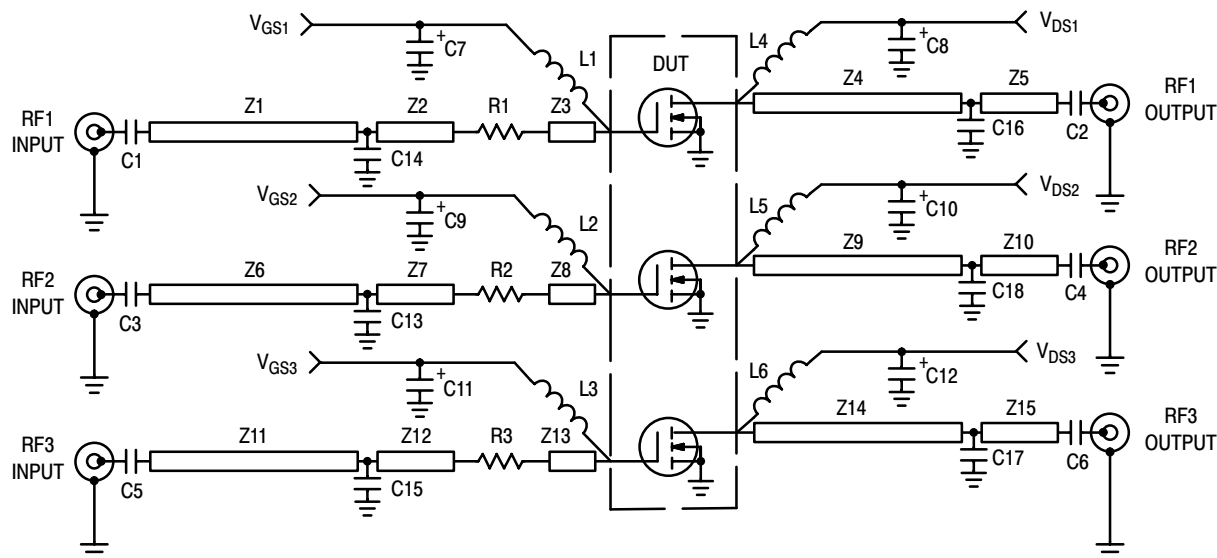 VGS1
+
C7
L1
DUT
L4
+
C8
VDS1
RF1
INPUT
C1
Z1
C14
Z2
R1
Z3
Z4
C16
Z5
C2
RF1
OUTPUT
VGS2
+
C9
L2
L5
+
C10
VDS2
RF2
INPUT
C3
Z6
C13
Z7
R2
Z8
Z9
C18
Z10
C4
RF2
OUTPUT
VGS3
+
C11
L3
L6
+
C12
VDS3
RF3
INPUT
C5
Z11
C15
Z12
R3
Z13
Z14
C17
Z15
C6
RF3
OUTPUT